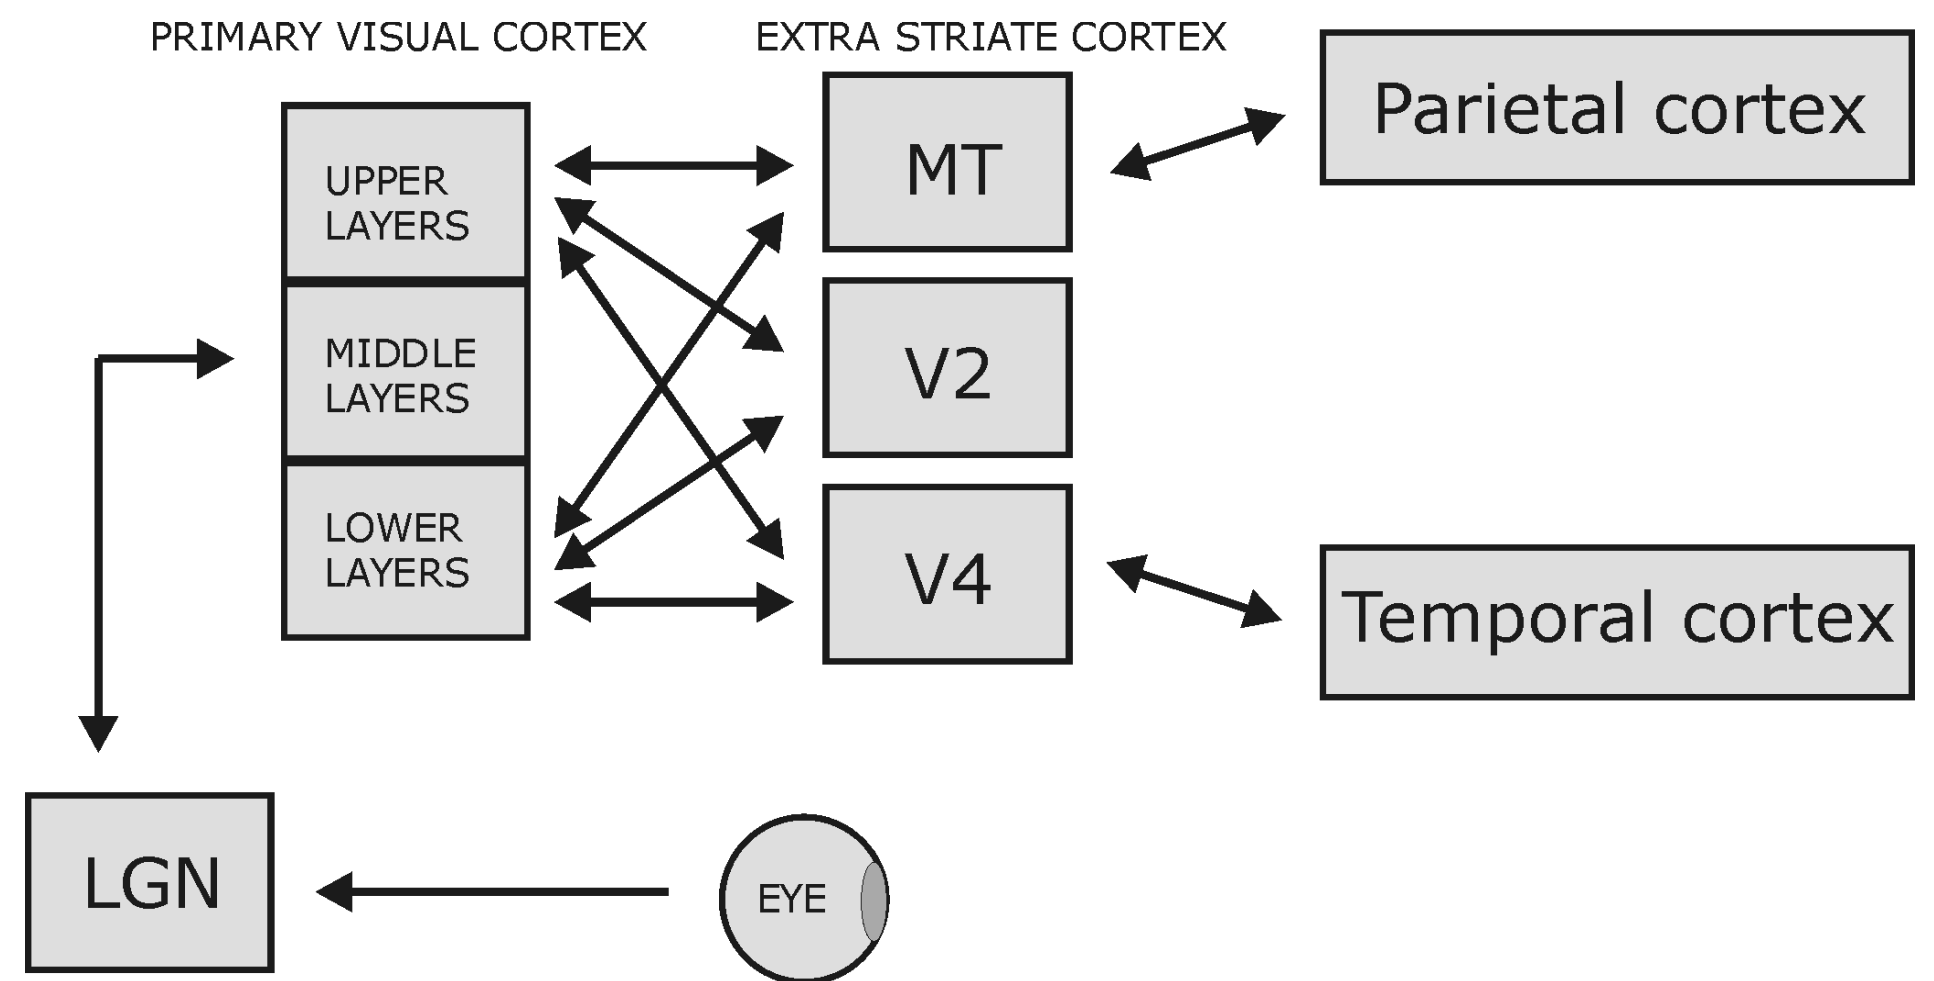 PRIMARY VISUAL CORTEX
EXTRA STRIATE CORTEX
UPPER
LAYERS
MIDDLE
LAYERS
LOWER
LAYERS
MT
V2
V4
Parietal cortex
Temporal cortex
LGN
EYE